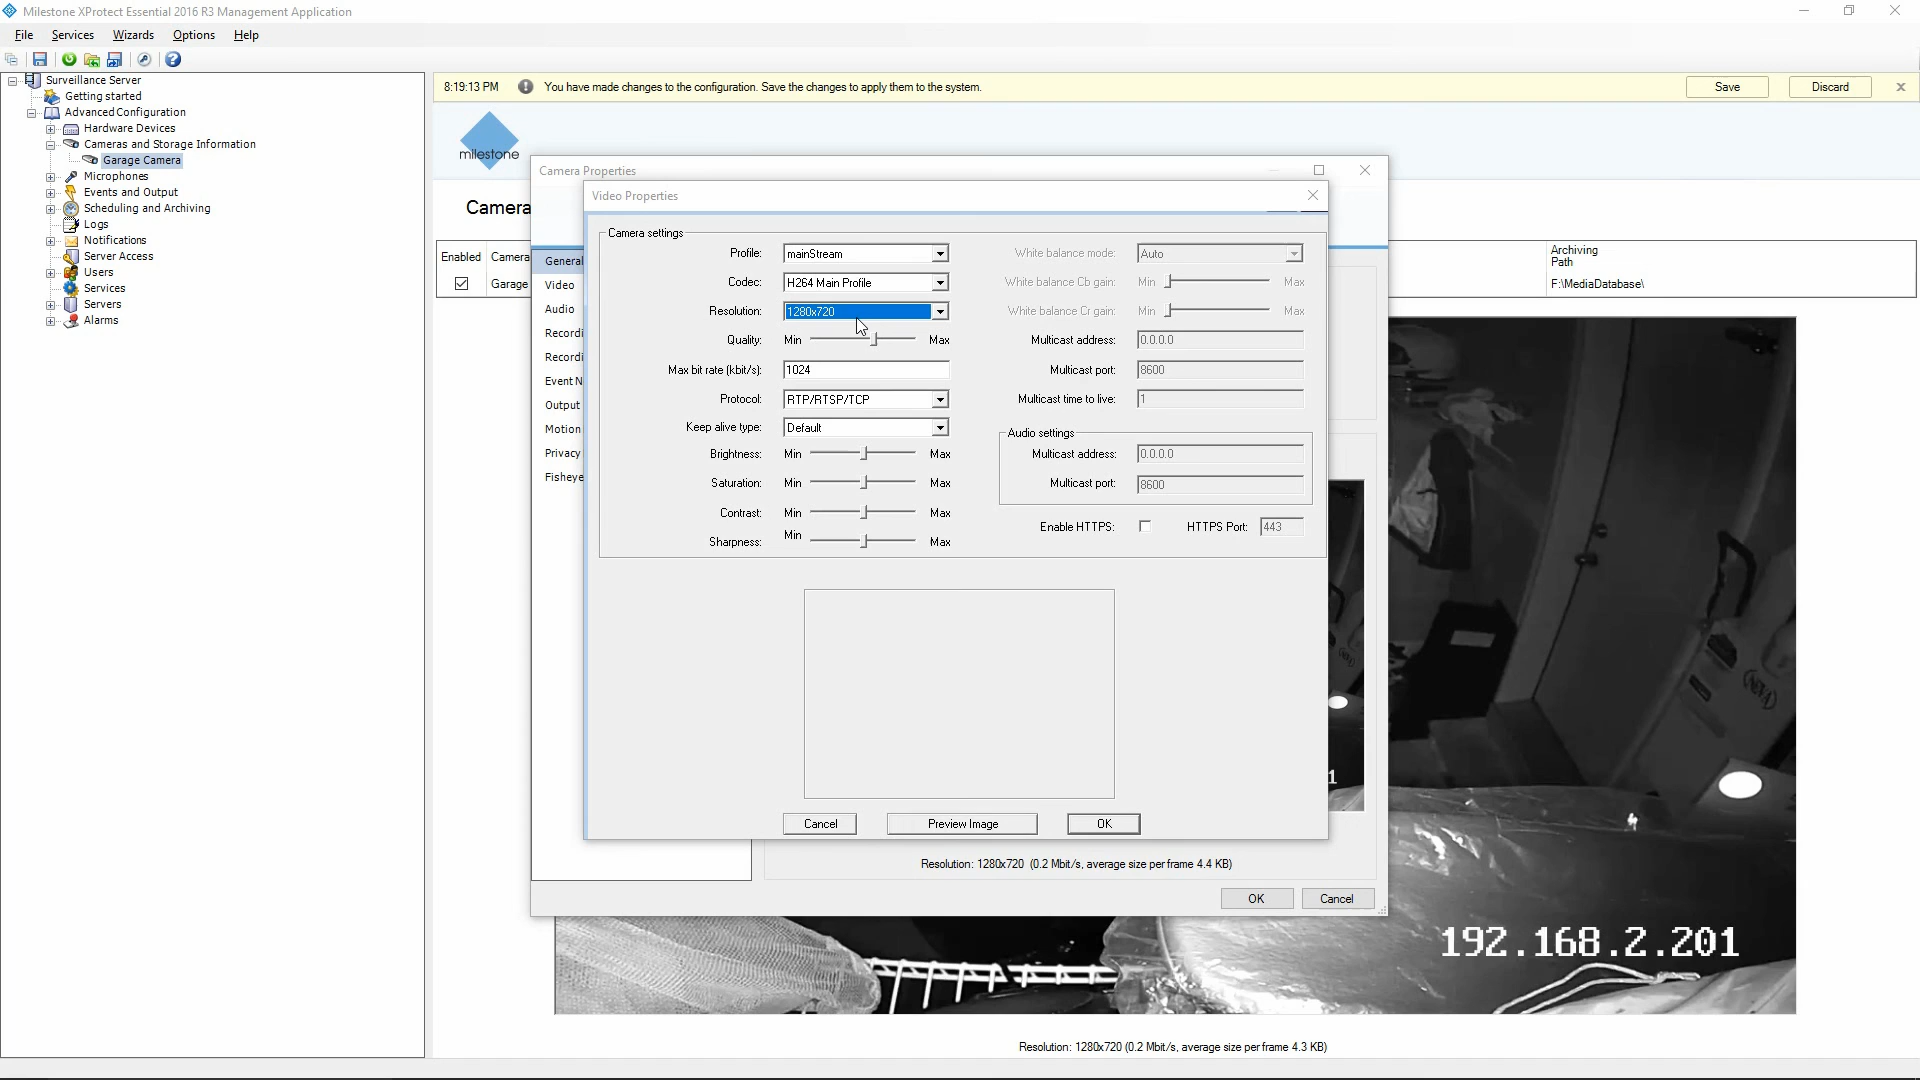 Milestone XProtect Essential 2016 R3 Management Application
File Services Wizards Options Help
Surveillance Server
Getting started
Advanced Configuration
Hardware Devices
Cameras and Storage Information
Garage Camera
Microphones
Events and Output
Scheduling and Archiving
Logs
Notifications
Server Access
Users
Services
Servers
Alarms
8:19:13 PM You have made changes to the configuration. Save the changes to apply them to the system. Save Discard
milestone
Camera
Enabled Camera
Garage
Archiving
Path
F:\MediaDatabase\
Camera Properties
General
Video
Audio
Recordi
Recordi
Event N
Output
Motion
Privacy
Fisheye
Video Properties
Camera settings
Profile: mainStream
Codec: H264 Main Profile
Resolution: 1280x720
Quality: Min Max
Max bit rate (kbit/s): 1024
Protocol: RTP/RTSP/TCP
Keep alive type: Default
Brightness: Min Max
Saturation: Min Max
Contrast: Min Max
Sharpness: Min Max
White balance mode: Auto
White balance Cb gain: Min Max
White balance Cr gain: Min Max
Multicast address: 0.0.0.0
Multicast port: 8600
Multicast time to live: 1
Audio settings
Multicast address: 0.0.0.0
Multicast port: 8600
Enable HTTPS: HTTPS Port: 443
Cancel Preview Image OK
1
Resolution: 1280x720 (0.2 Mbit/s, average size per frame 4.4 KB)
OK Cancel
192.168.2.201
Resolution: 1280x720 (0.2 Mbit/s, average size per frame 4.3 KB)